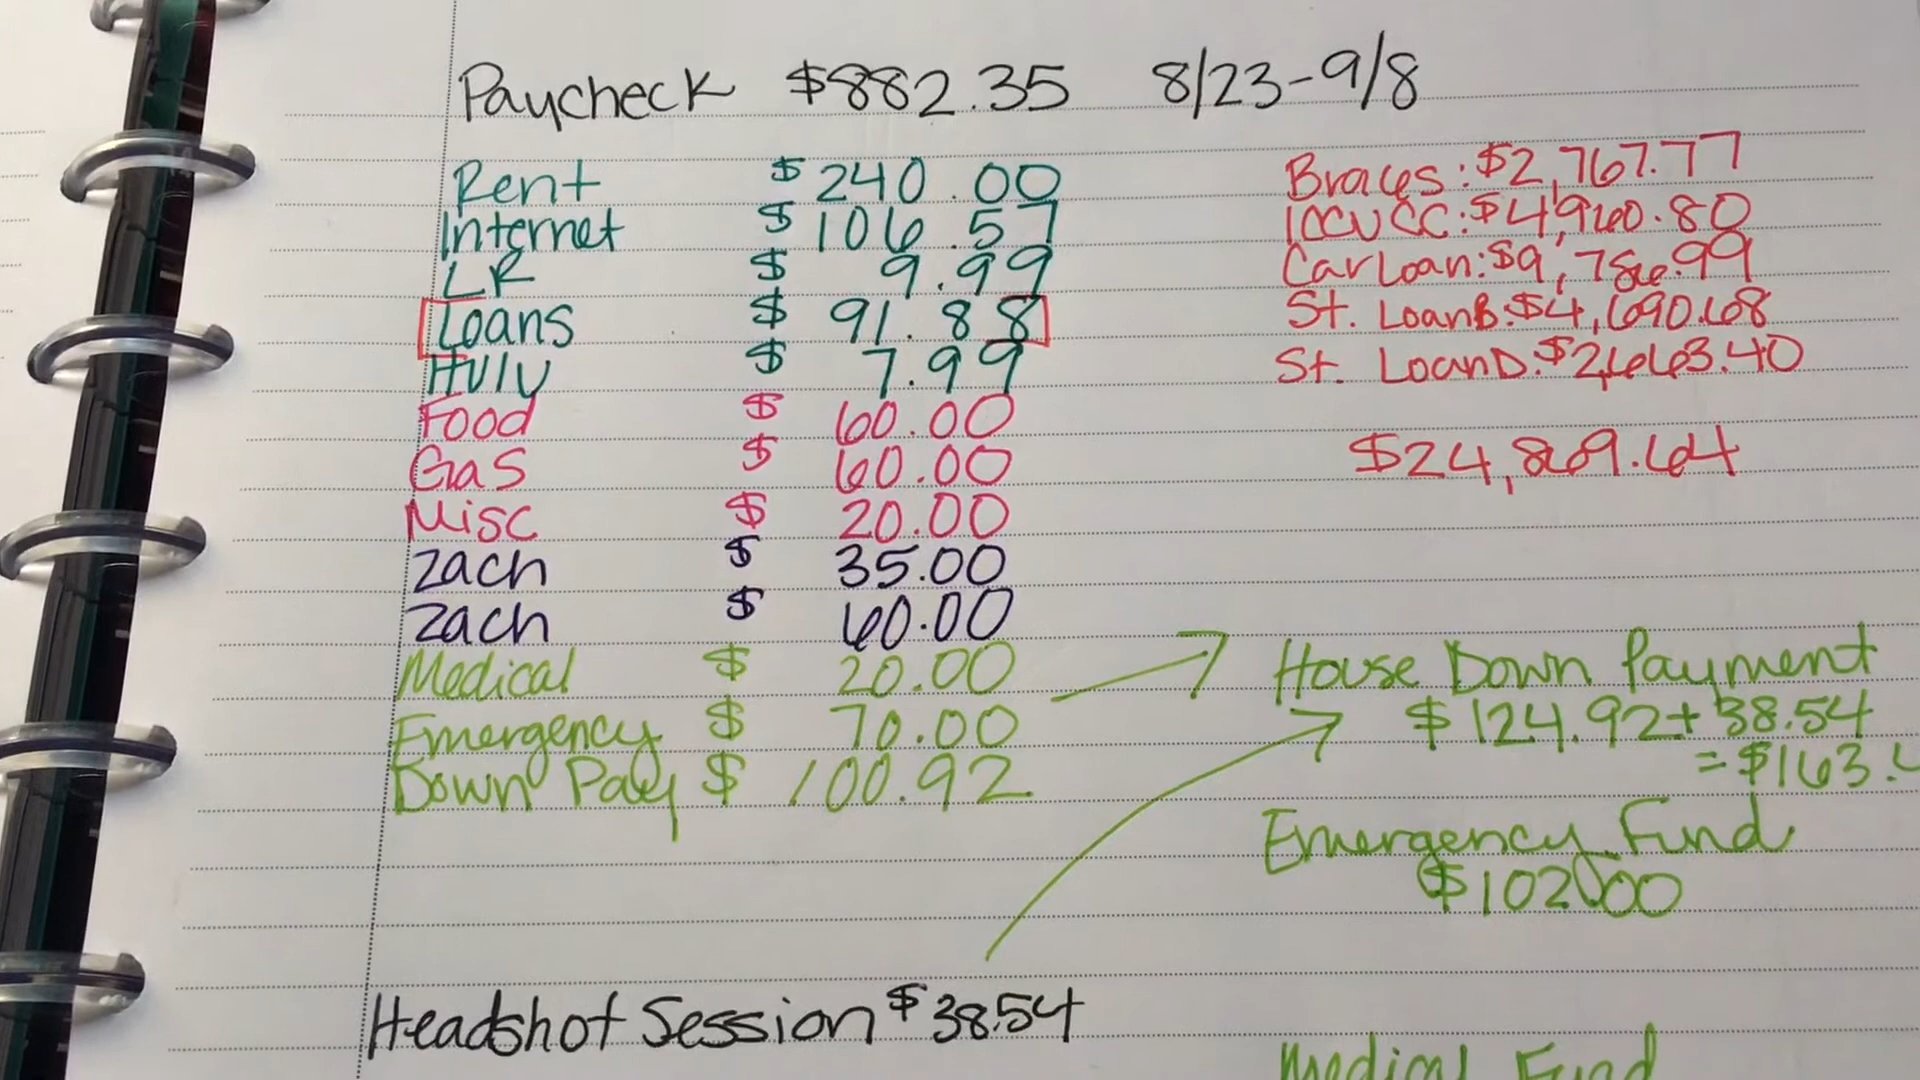 Paycheck $882.35 8/23-9/8
Rent $240.00
Internet $106.57
LR $9.99
Loans $91.88
Hulu $7.99
Food $60.00
Gas $60.00
Misc $20.00
Zach $35.00
Zach $60.00
Medical $20.00
Emergency $70.00
Down Pay $100.92
Headshot Session $38.54
Braces: $2,767.77
ICCU CC: $4,960.80
Car Loan: $9,786.99
St. Loan B: $4,690.68
St. Loan D: $2,663.40
$24,869.64
House Down Payment
$124.92 + 38.54
= $163.4
Emergency Fund
$102.00
Medical Fund